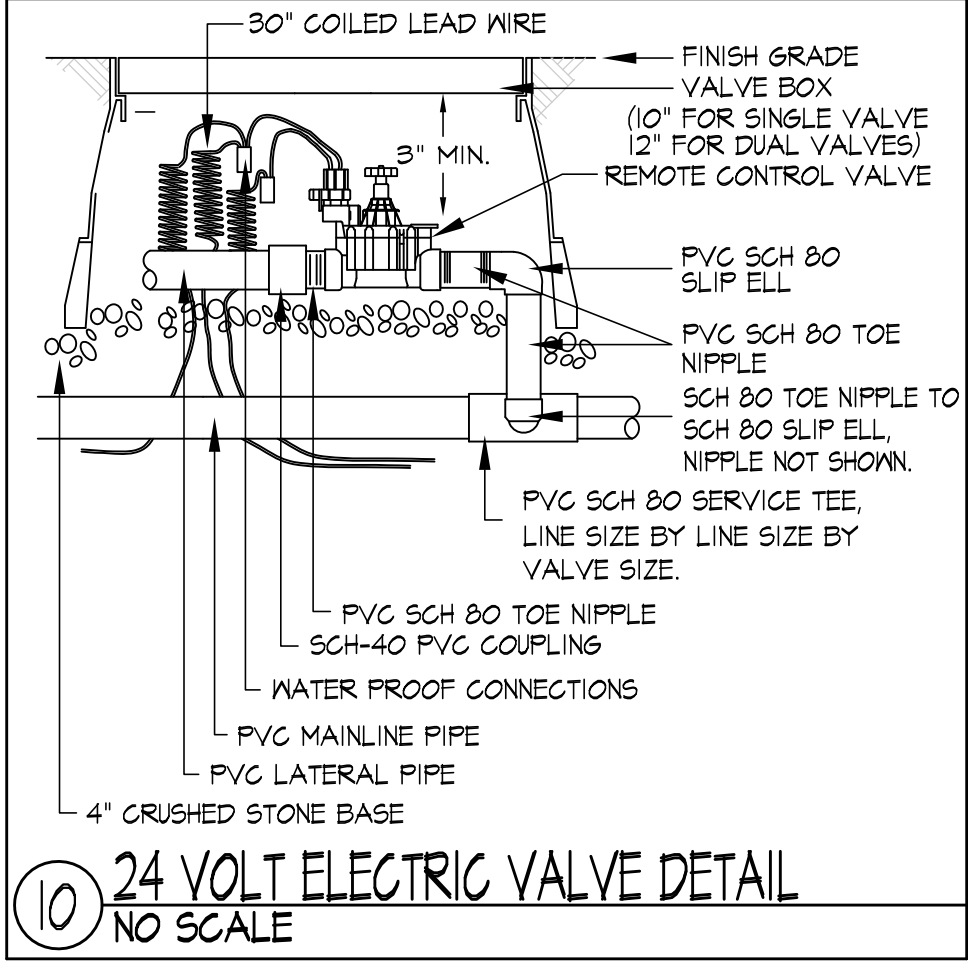 30" COILED LEAD WIRE
FINISH GRADE
VALVE BOX
(10" FOR SINGLE VALVE
12" FOR DUAL VALVES)
3" MIN.
REMOTE CONTROL VALVE
PVC SCH 80
SLIP ELL
PVC SCH 80 TOE
NIPPLE
SCH 80 TOE NIPPLE TO
SCH 80 SLIP ELL,
NIPPLE NOT SHOWN.
PVC SCH 80 SERVICE TEE,
LINE SIZE BY LINE SIZE BY
VALVE SIZE.
PVC SCH 80 TOE NIPPLE
SCH-40 PVC COUPLING
WATER PROOF CONNECTIONS
PVC MAINLINE PIPE
PVC LATERAL PIPE
4" CRUSHED STONE BASE
10
24 VOLT ELECTRIC VALVE DETAIL
NO SCALE